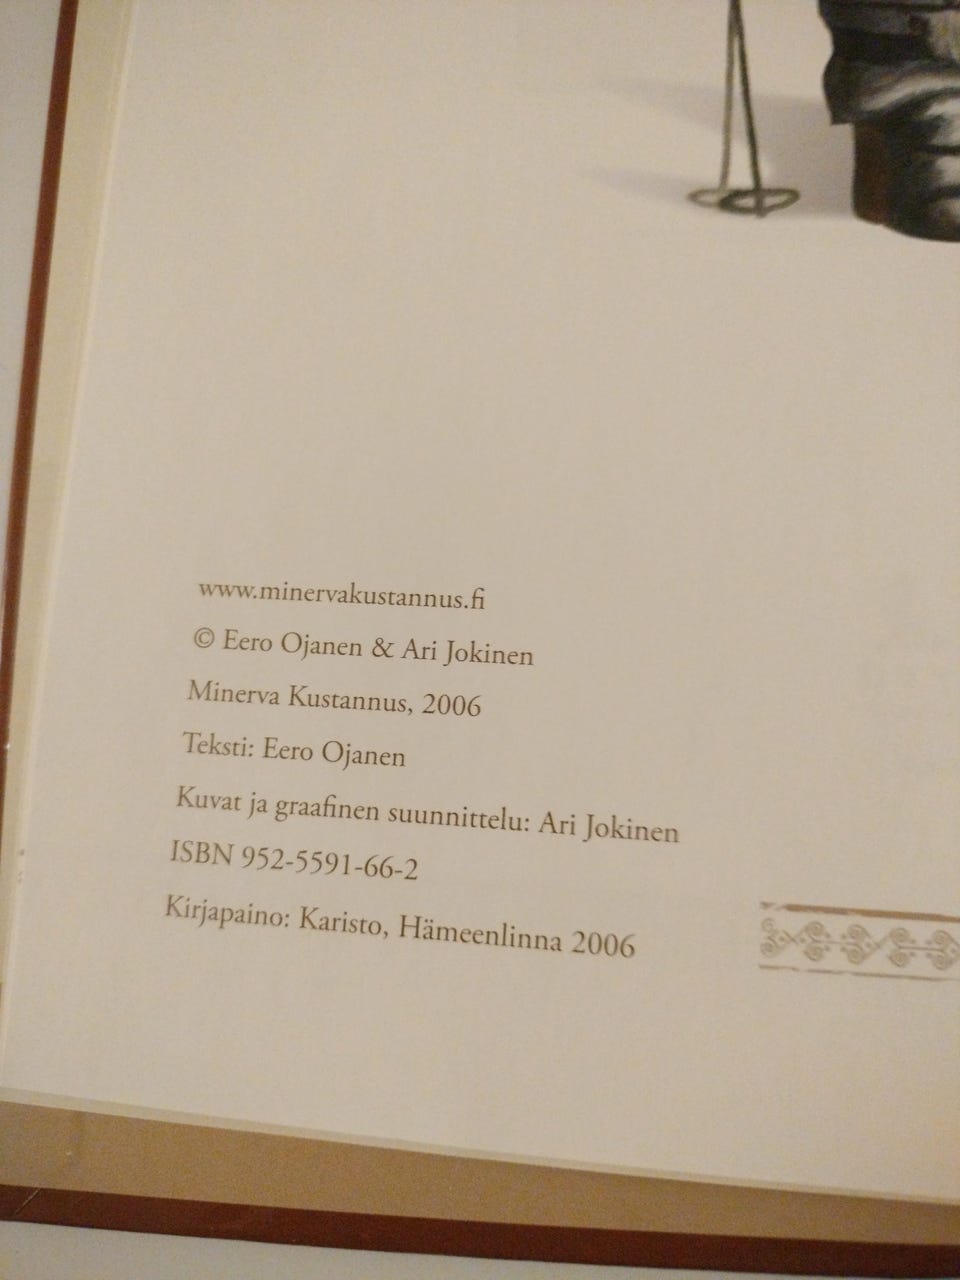 www.minervakustannus.fi
© Eero Ojanen & Ari Jokinen
Minerva Kustannus, 2006
Teksti: Eero Ojanen
Kuvat ja graafinen suunnittelu: Ari Jokinen
ISBN 952-5591-66-2
Kirjapaino: Karisto, Hämeenlinna 2006